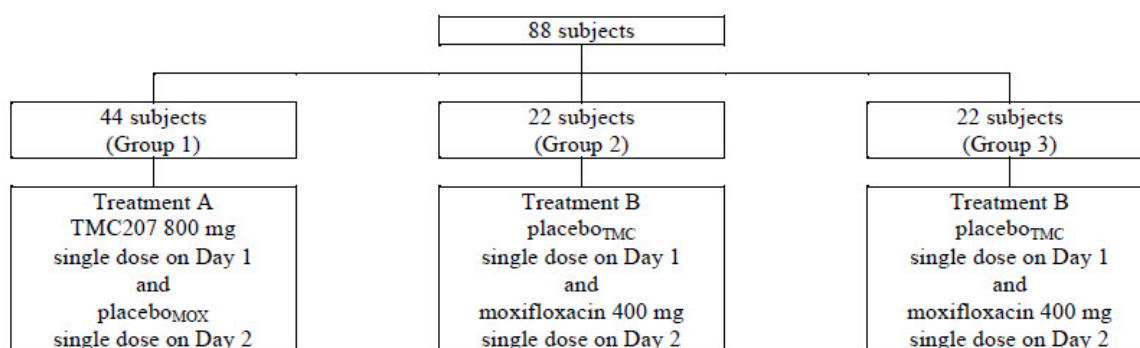 88 subjects
44 subjects
(Group 1)
22 subjects
(Group 2)
22 subjects
(Group 3)
Treatment A
TMC207 800 mg
single dose on Day 1
and
placeboMOX
single dose on Day 2
Treatment B
placeboTMC
single dose on Day 1
and
moxifloxacin 400 mg
single dose on Day 2
Treatment B
placeboTMC
single dose on Day 1
and
moxifloxacin 400 mg
single dose on Day 2